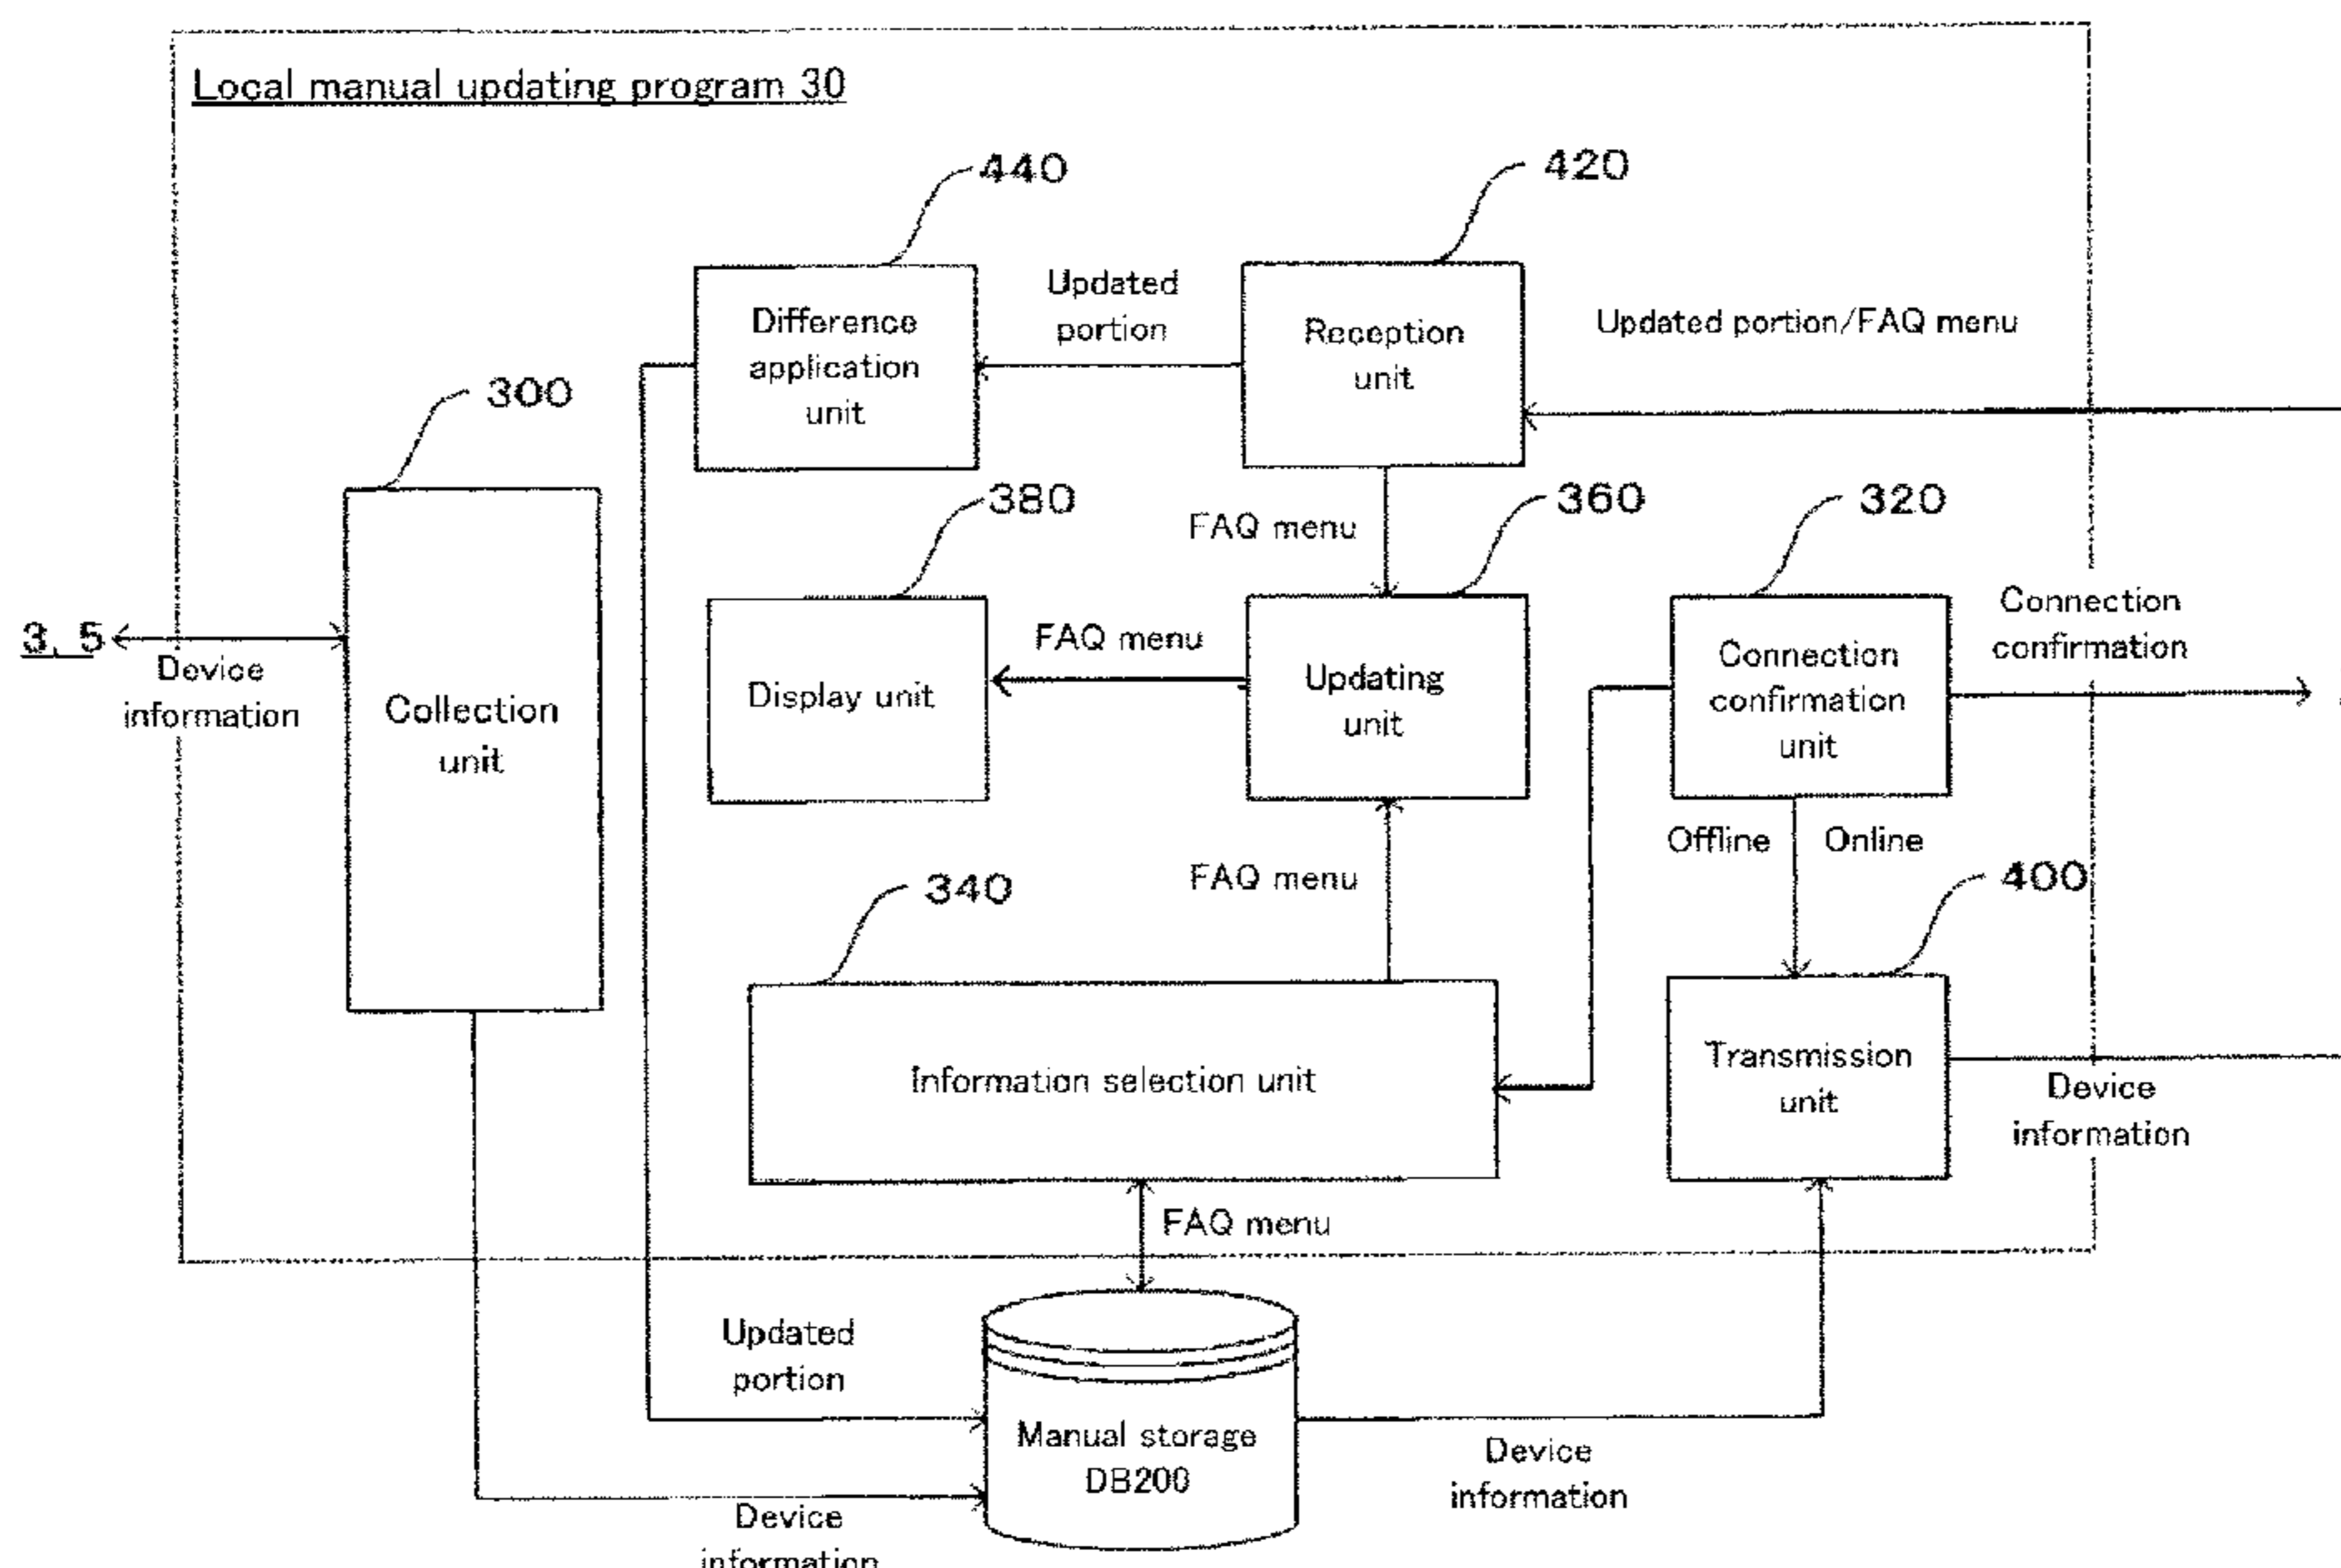 Local manual updating program 30
440
420
Updated
portion
Difference
application
unit
Reception
unit
Updated portion/FAQ menu
300
380
FAQ menu
360
320
Connection
confirmation
3, 5
Device
information
Collection
unit
Display unit
FAQ menu
Updating
unit
Connection
confirmation
unit
Offline
Online
FAQ menu
340
400
Information selection unit
Transmission
unit
Device
information
FAQ menu
Updated
portion
Manual storage
DB200
Device
information
Device
information